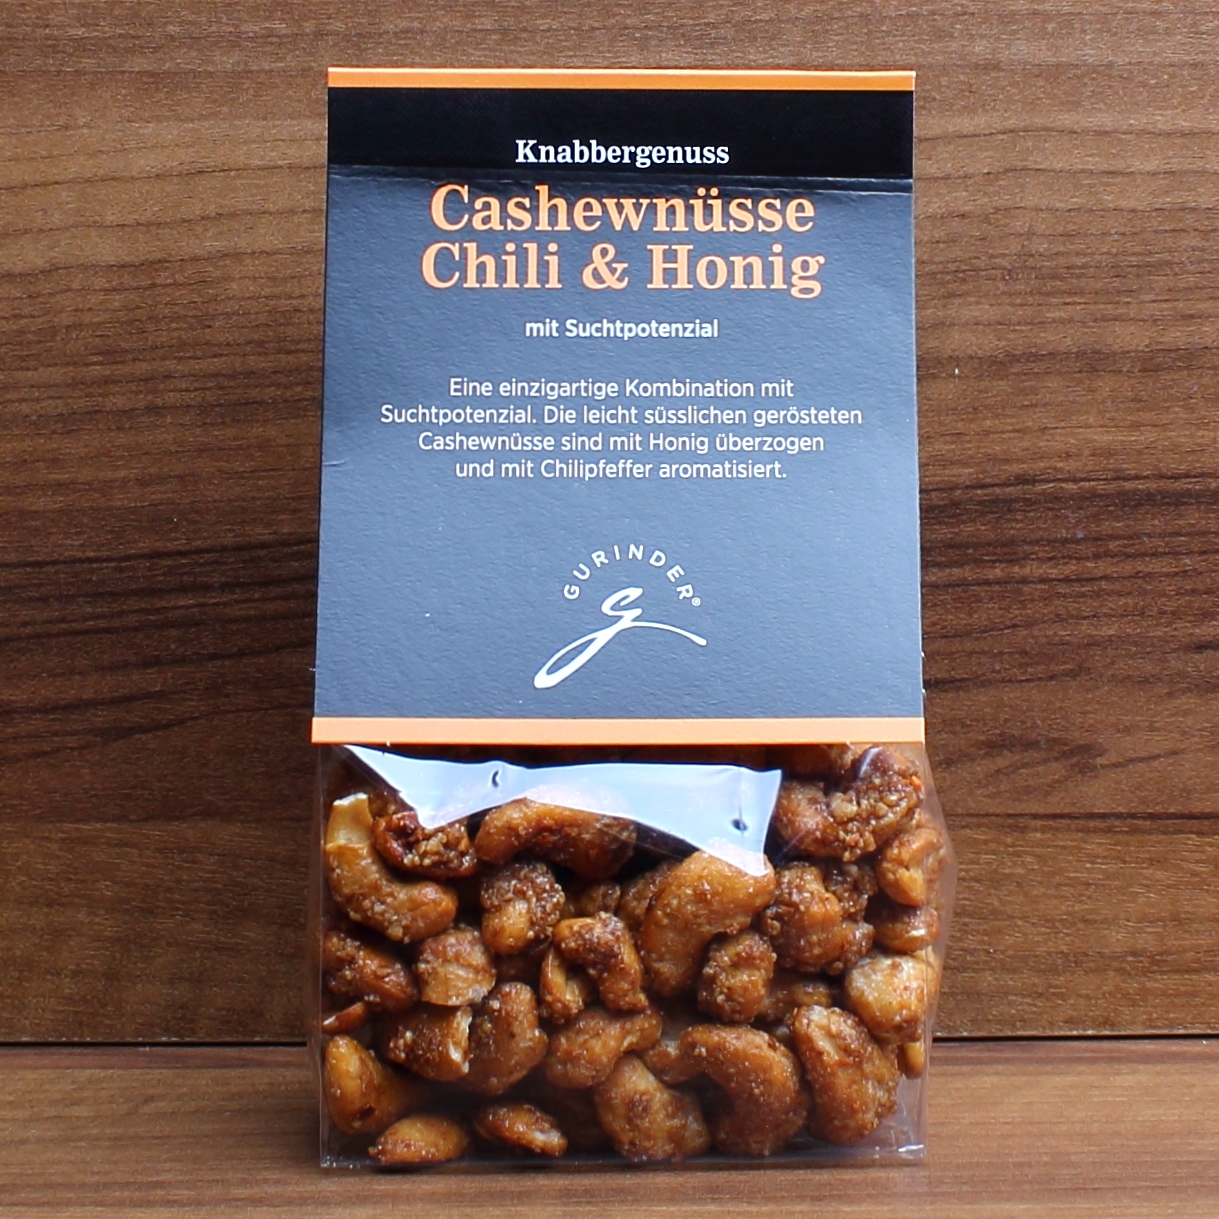 Knabbergenuss
Cashewnüsse
Chili & Honig
mit Suchtpotenzial
Eine einzigartige Kombination mit
Suchtpotenzial. Die leicht süsslichen gerösteten
Cashewnüsse sind mit Honig überzogen
und mit Chilipfeffer aromatisiert.
GURINDER®
g